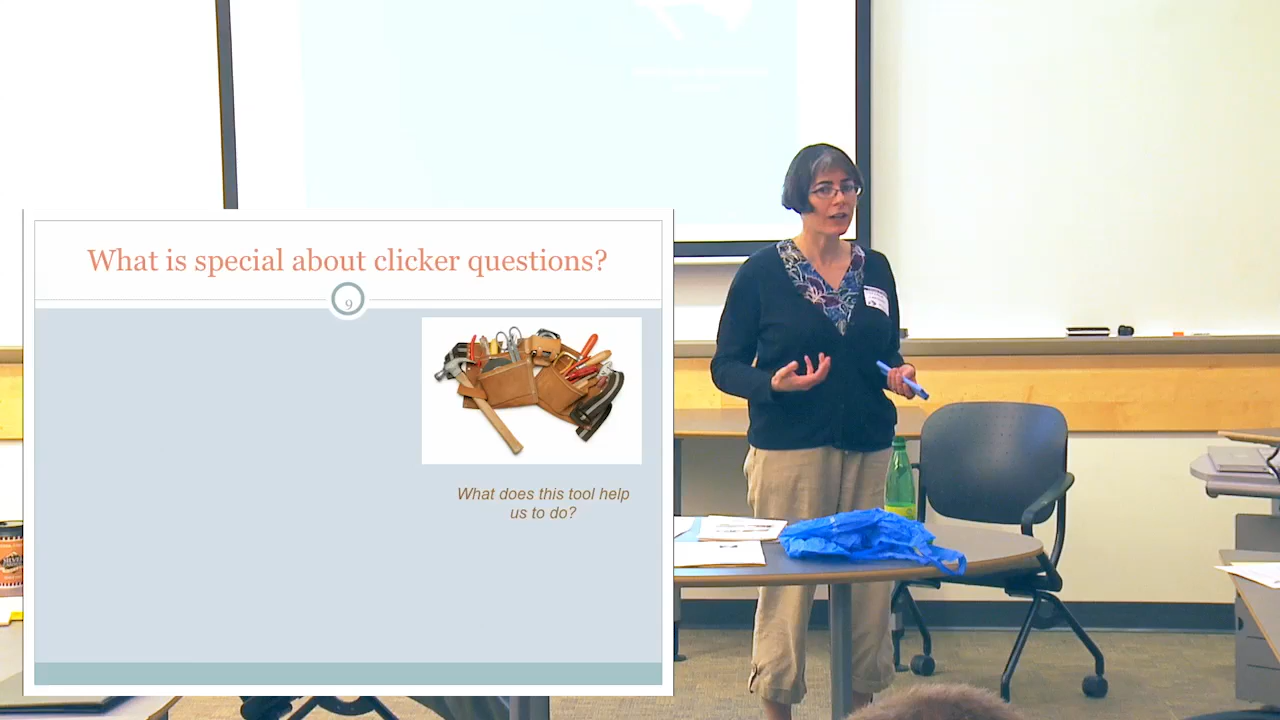 What is special about clicker questions?
9
What does this tool help
us to do?